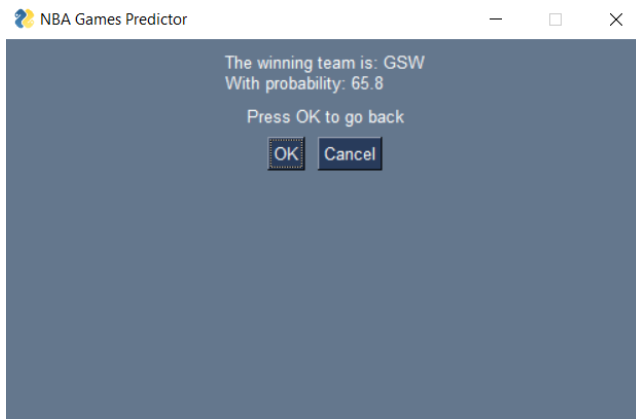 NBA Games Predictor
The winning team is: GSW
With probability: 65.8
Press OK to go back
OK Cancel